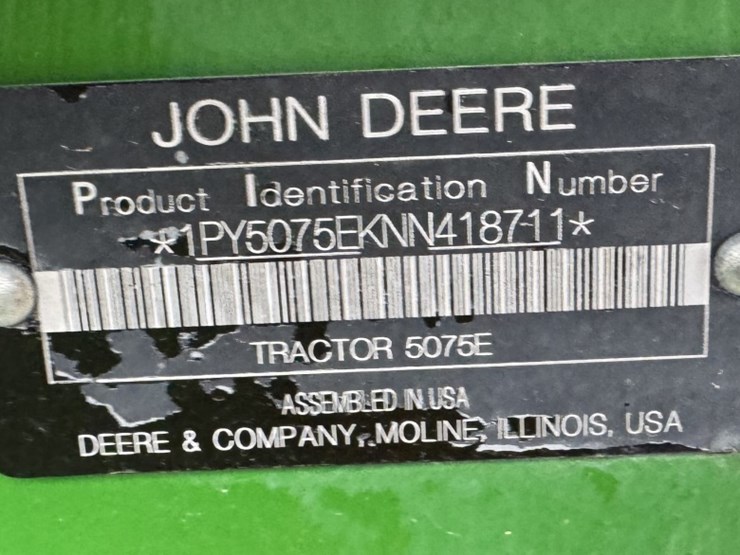 JOHN DEERE
Product Identification Number
*1PY5075EKNN418711*
TRACTOR 5075E
ASSEMBLED IN USA
DEERE & COMPANY, MOLINE, ILLINOIS, USA